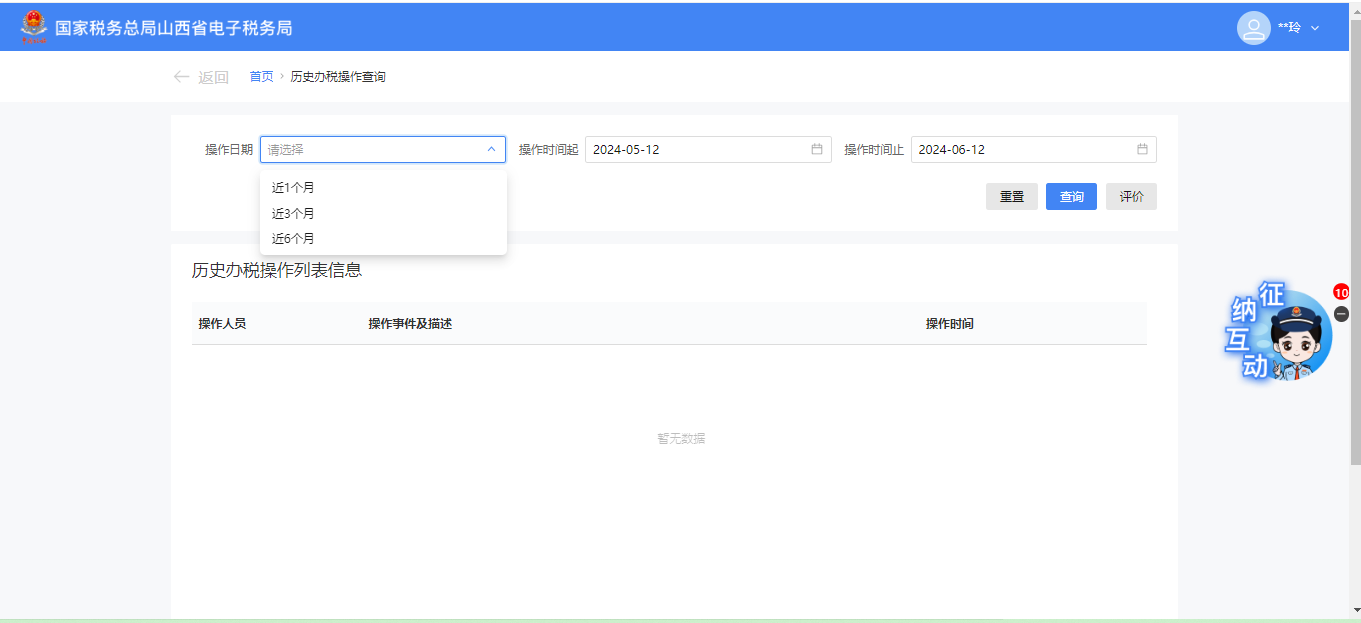 国家税务总局山西省电子税务局
**玲
返回 首页 › 历史办税操作查询
操作日期 请选择 操作时间起 2024-05-12 操作时间止 2024-06-12
近1个月
近3个月
近6个月
重置 查询 评价
历史办税操作列表信息
操作人员 操作事件及描述 操作时间
暂无数据
征纳互动
10